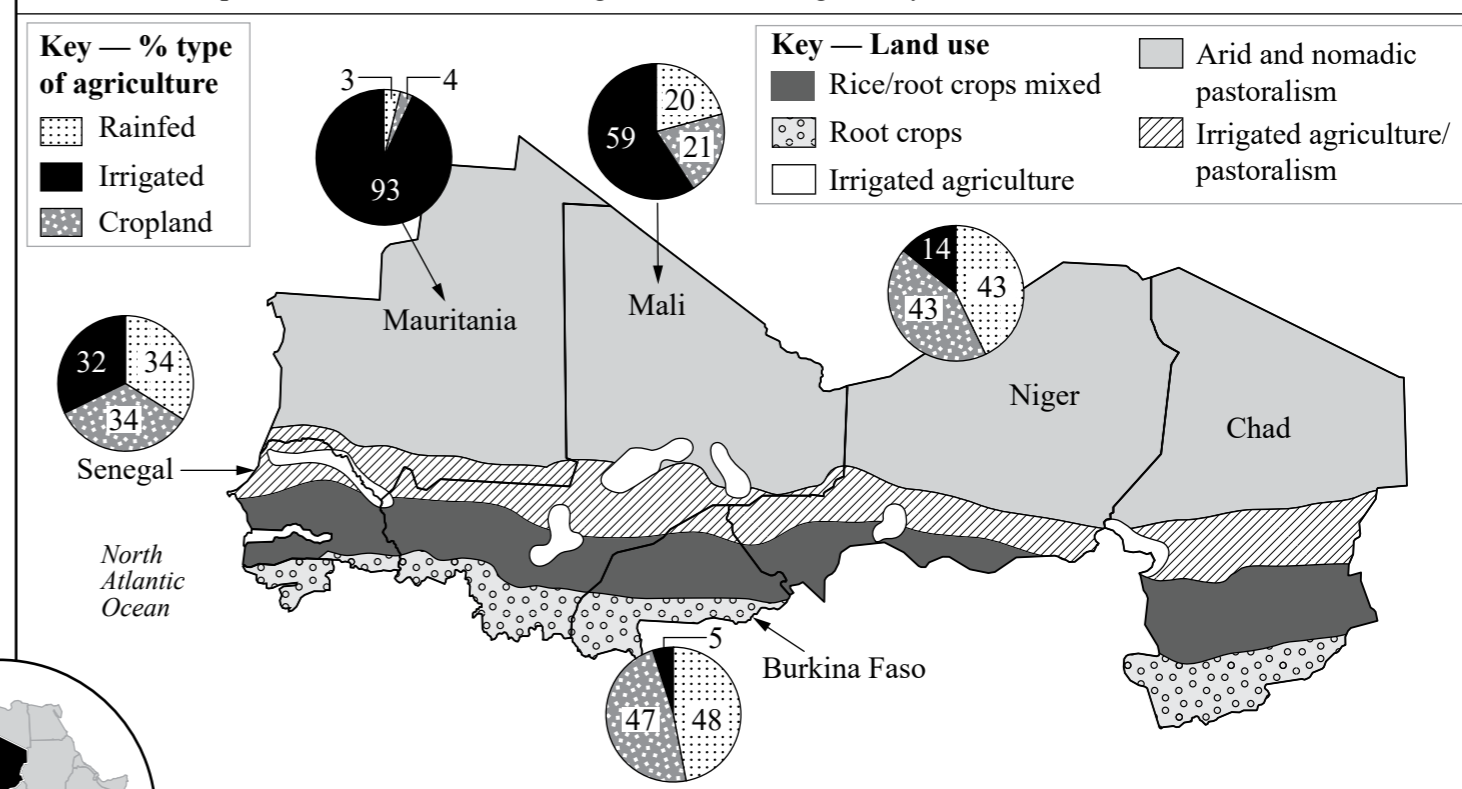 Key — % type
of agriculture
Rainfed
Irrigated
Cropland
Key — Land use
Rice/root crops mixed
Root crops
Irrigated agriculture
Arid and nomadic
pastoralism
Irrigated agriculture/
pastoralism
3
4
93
59
20
21
14
43
43
32
34
34
Mauritania
Mali
Niger
Chad
Senegal
North
Atlantic
Ocean
Burkina Faso
5
47
48